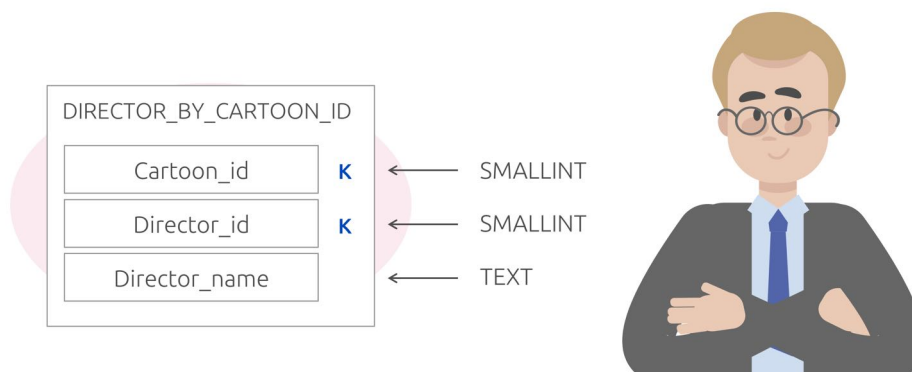 DIRECTOR_BY_CARTOON_ID
Cartoon_id K SMALLINT
Director_id K SMALLINT
Director_name TEXT